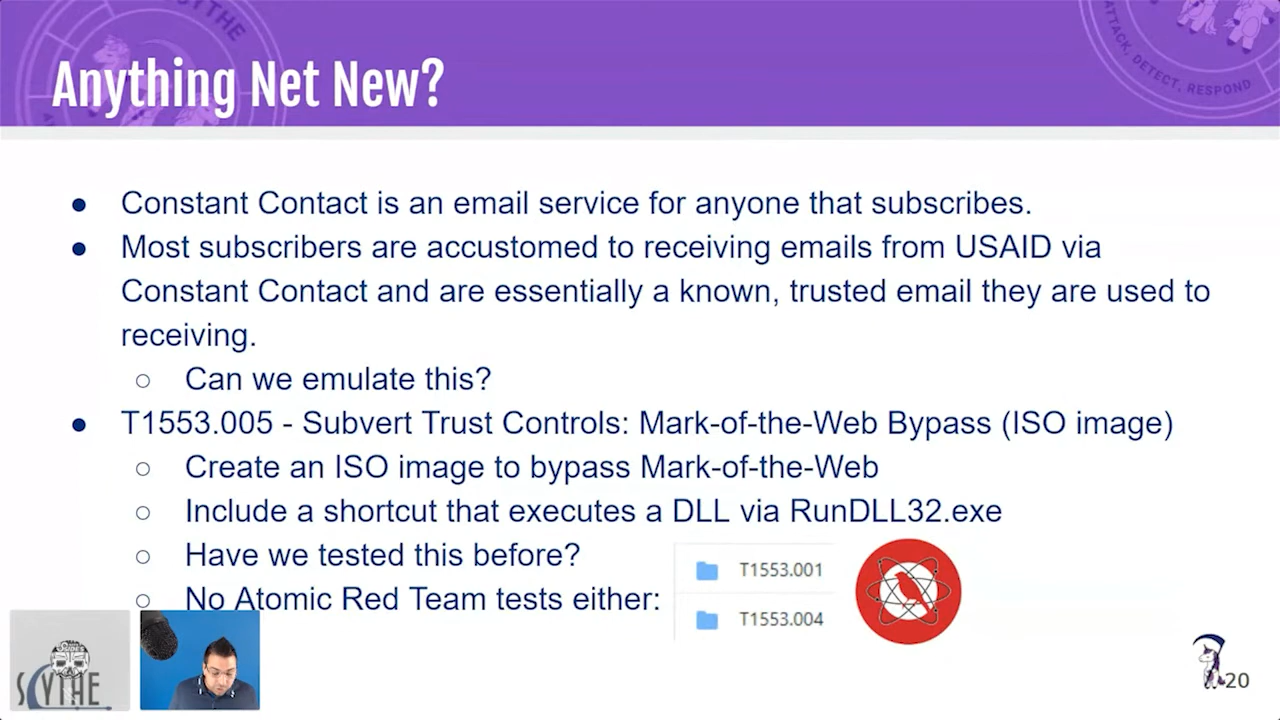 Anything Net New?
ATTACK, DETECT, RESPOND
● Constant Contact is an email service for anyone that subscribes.
● Most subscribers are accustomed to receiving emails from USAID via
Constant Contact and are essentially a known, trusted email they are used to
receiving.
○ Can we emulate this?
● T1553.005 - Subvert Trust Controls: Mark-of-the-Web Bypass (ISO image)
○ Create an ISO image to bypass Mark-of-the-Web
○ Include a shortcut that executes a DLL via RunDLL32.exe
○ Have we tested this before?
○ No Atomic Red Team tests either:
T1553.001
T1553.004
SCYTHE
20